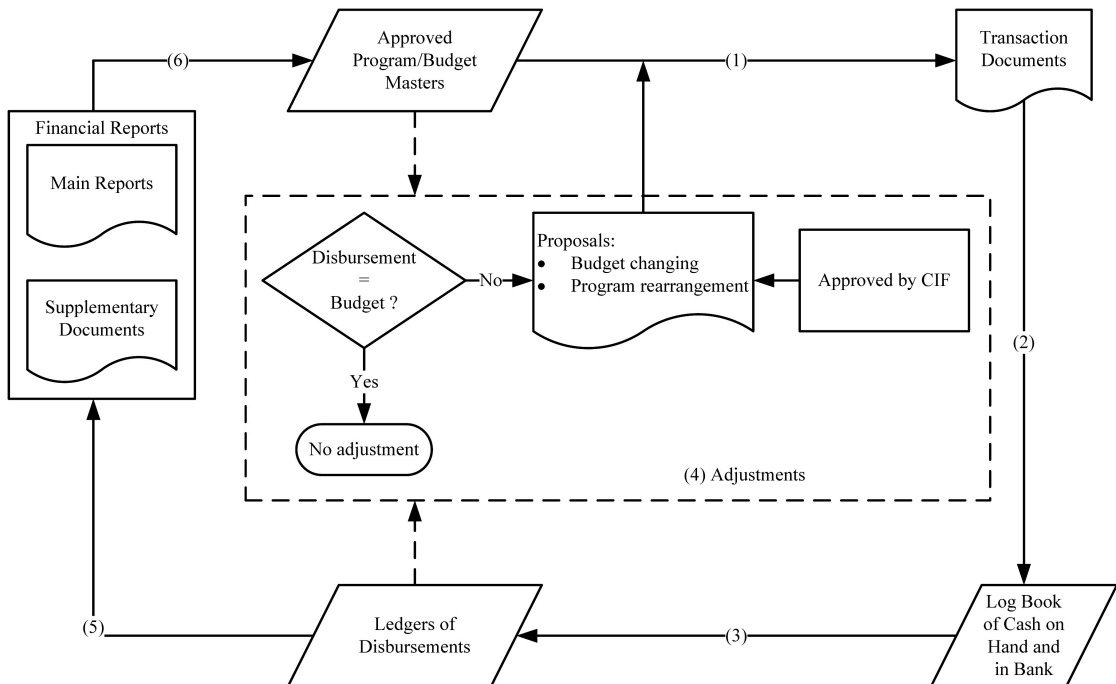 (6)
Approved
Program/Budget
Masters
(1)
Transaction
Documents
Financial Reports
Main Reports
Supplementary
Documents
Disbursement
=
Budget ?
No
Yes
No adjustment
Proposals:
• Budget changing
• Program rearrangement
Approved by CIF
(4) Adjustments
(2)
Log Book
of Cash on
Hand and
in Bank
(3)
Ledgers of
Disbursements
(5)